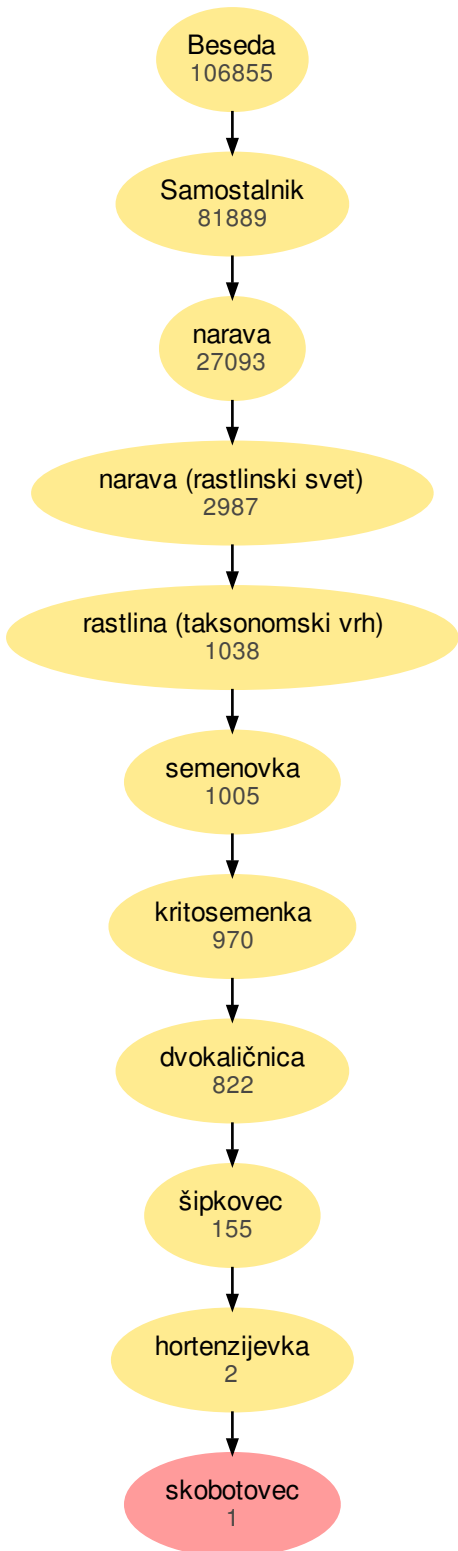 Beseda
106855
Samostalnik
81889
narava
27093
narava (rastlinski svet)
2987
rastlina (taksonomski vrh)
1038
semenovka
1005
kritosemenka
970
dvokaličnica
822
šipkovec
155
hortenzijevka
2
skobotovec
1